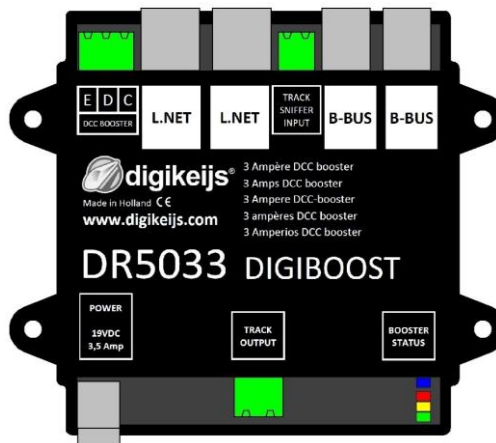 E D C
DCC BOOSTER
L.NET
L.NET
TRACK
SNIFFER
INPUT
B-BUS
B-BUS
digikeijs®
Made in Holland CE
www.digikeijs.com
3 Ampère DCC booster
3 Amps DCC booster
3 Ampere DCC-booster
3 ampères DCC booster
3 Amperios DCC booster
DR5033 DIGIBOOST
POWER
19VDC
3,5 Amp
TRACK
OUTPUT
BOOSTER
STATUS